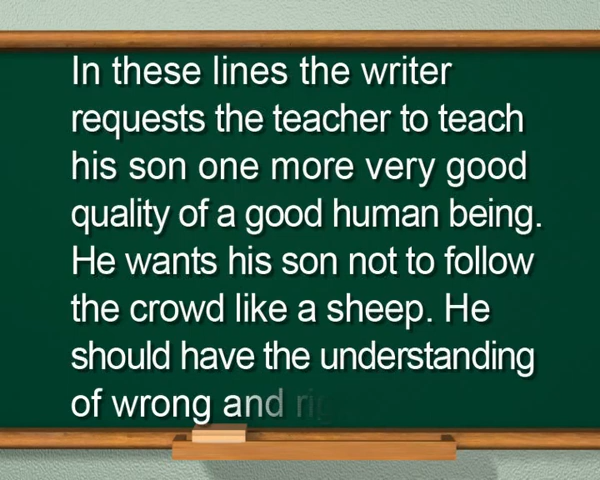 In these lines the writer
requests the teacher to teach
his son one more very good
quality of a good human being.
He wants his son not to follow
the crowd like a sheep. He
should have the understanding
of wrong and